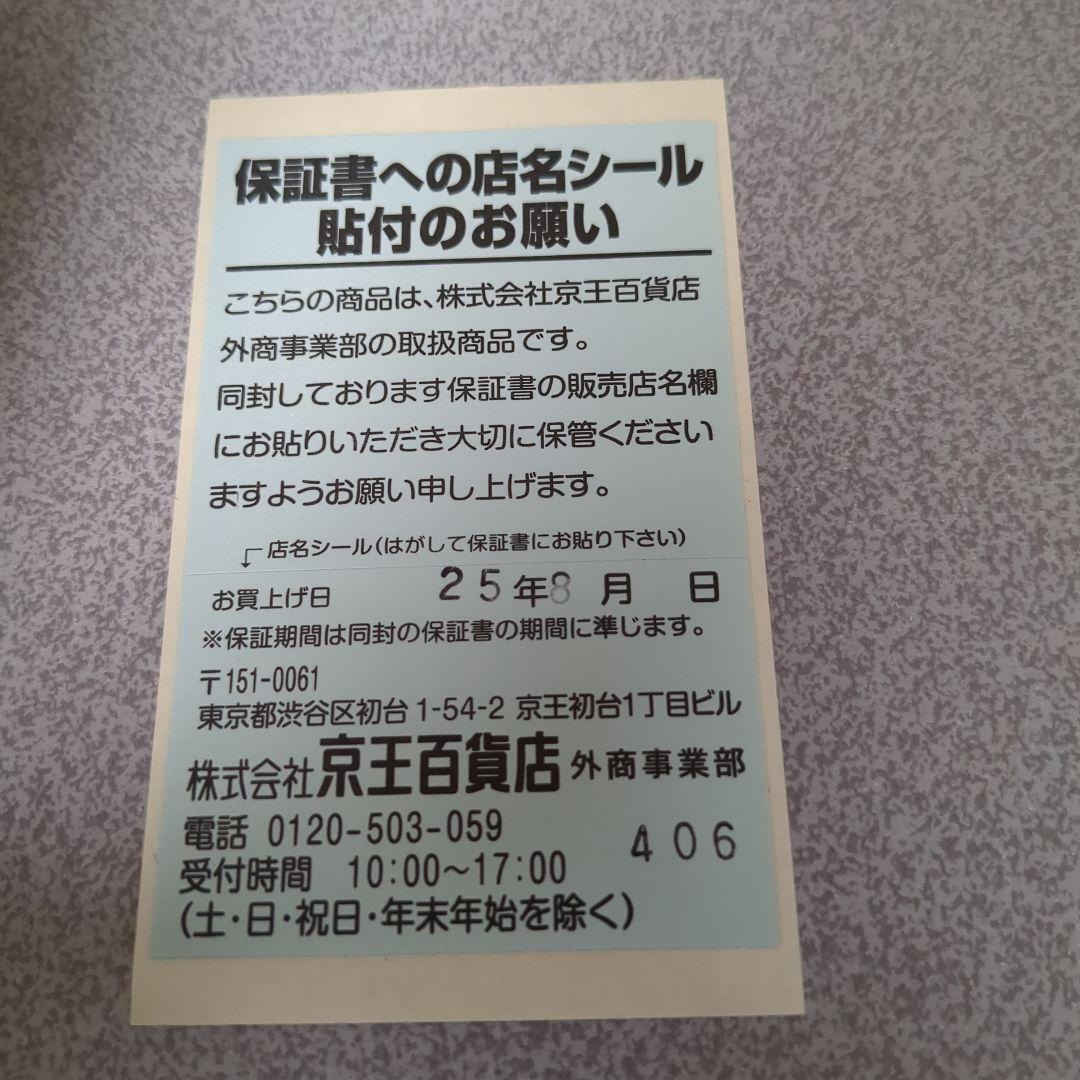 保証書への店名シール
貼付のお願い
こちらの商品は、株式会社京王百貨店
外商事業部の取扱商品です。
同封しております保証書の販売店名欄
にお貼りいただき大切に保管ください
ますようお願い申し上げます。
店名シール(はがして保証書にお貼り下さい)
お買上げ日 25年8月 日
※保証期間は同封の保証書の期間に準じます。
〒151-0061
東京都渋谷区初台1-54-2 京王初台1丁目ビル
株式会社京王百貨店 外商事業部
電話 0120-503-059
406
受付時間 10:00～17:00
(土・日・祝日・年末年始を除く)